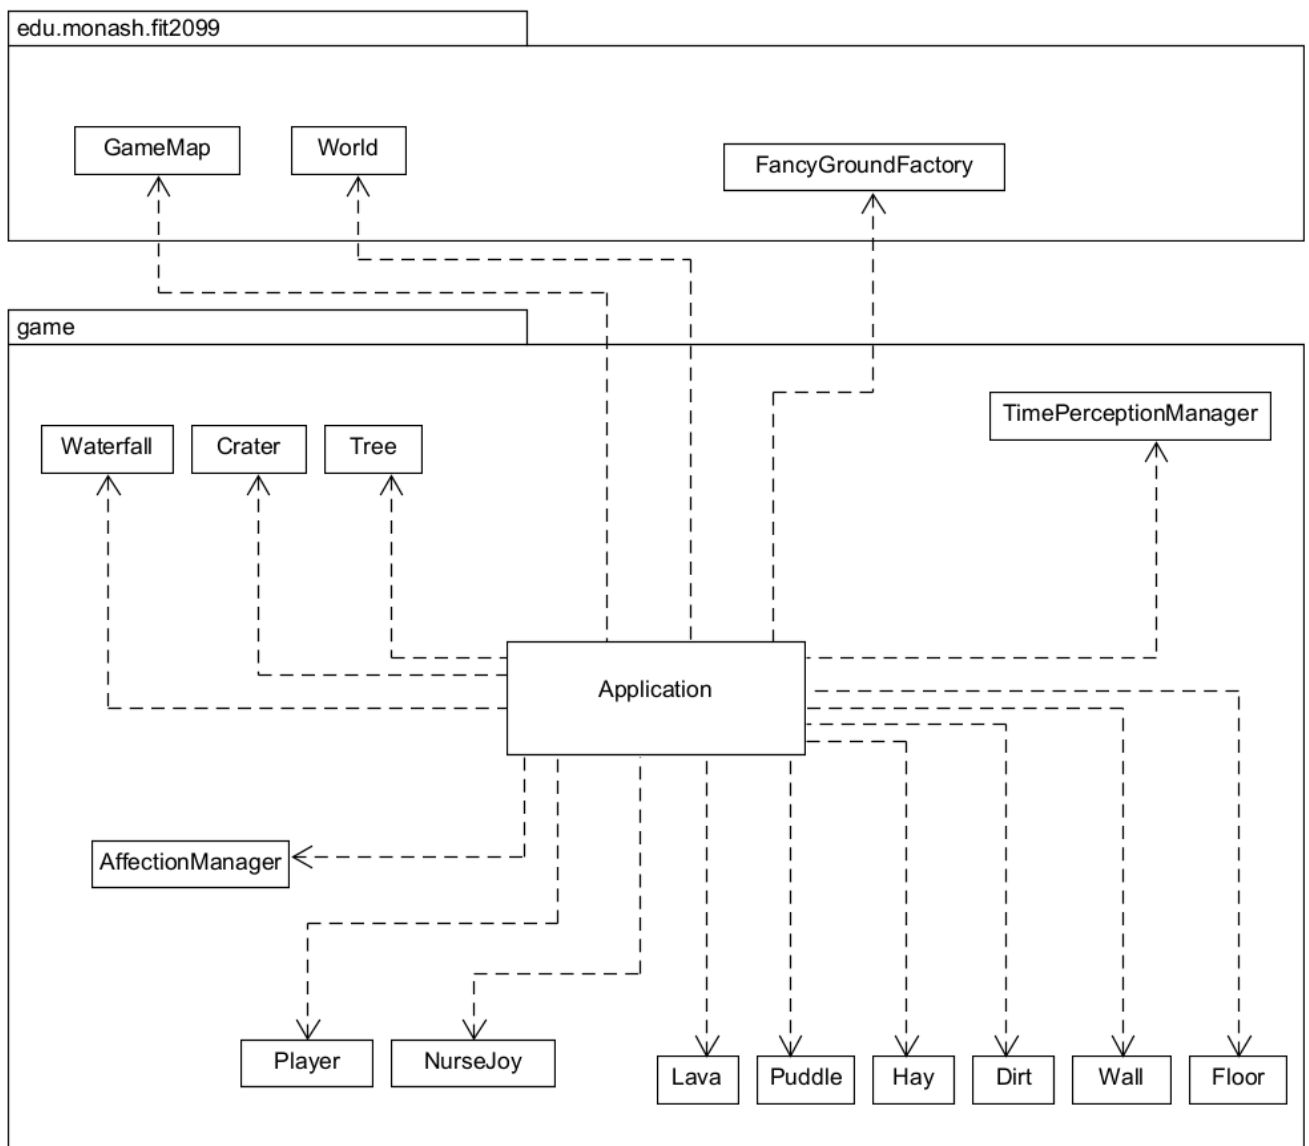 edu.monash.fit2099
GameMap
World
FancyGroundFactory
game
TimePerceptionManager
Waterfall
Crater
Tree
Application
AffectionManager
Player
NurseJoy
Lava
Puddle
Hay
Dirt
Wall
Floor